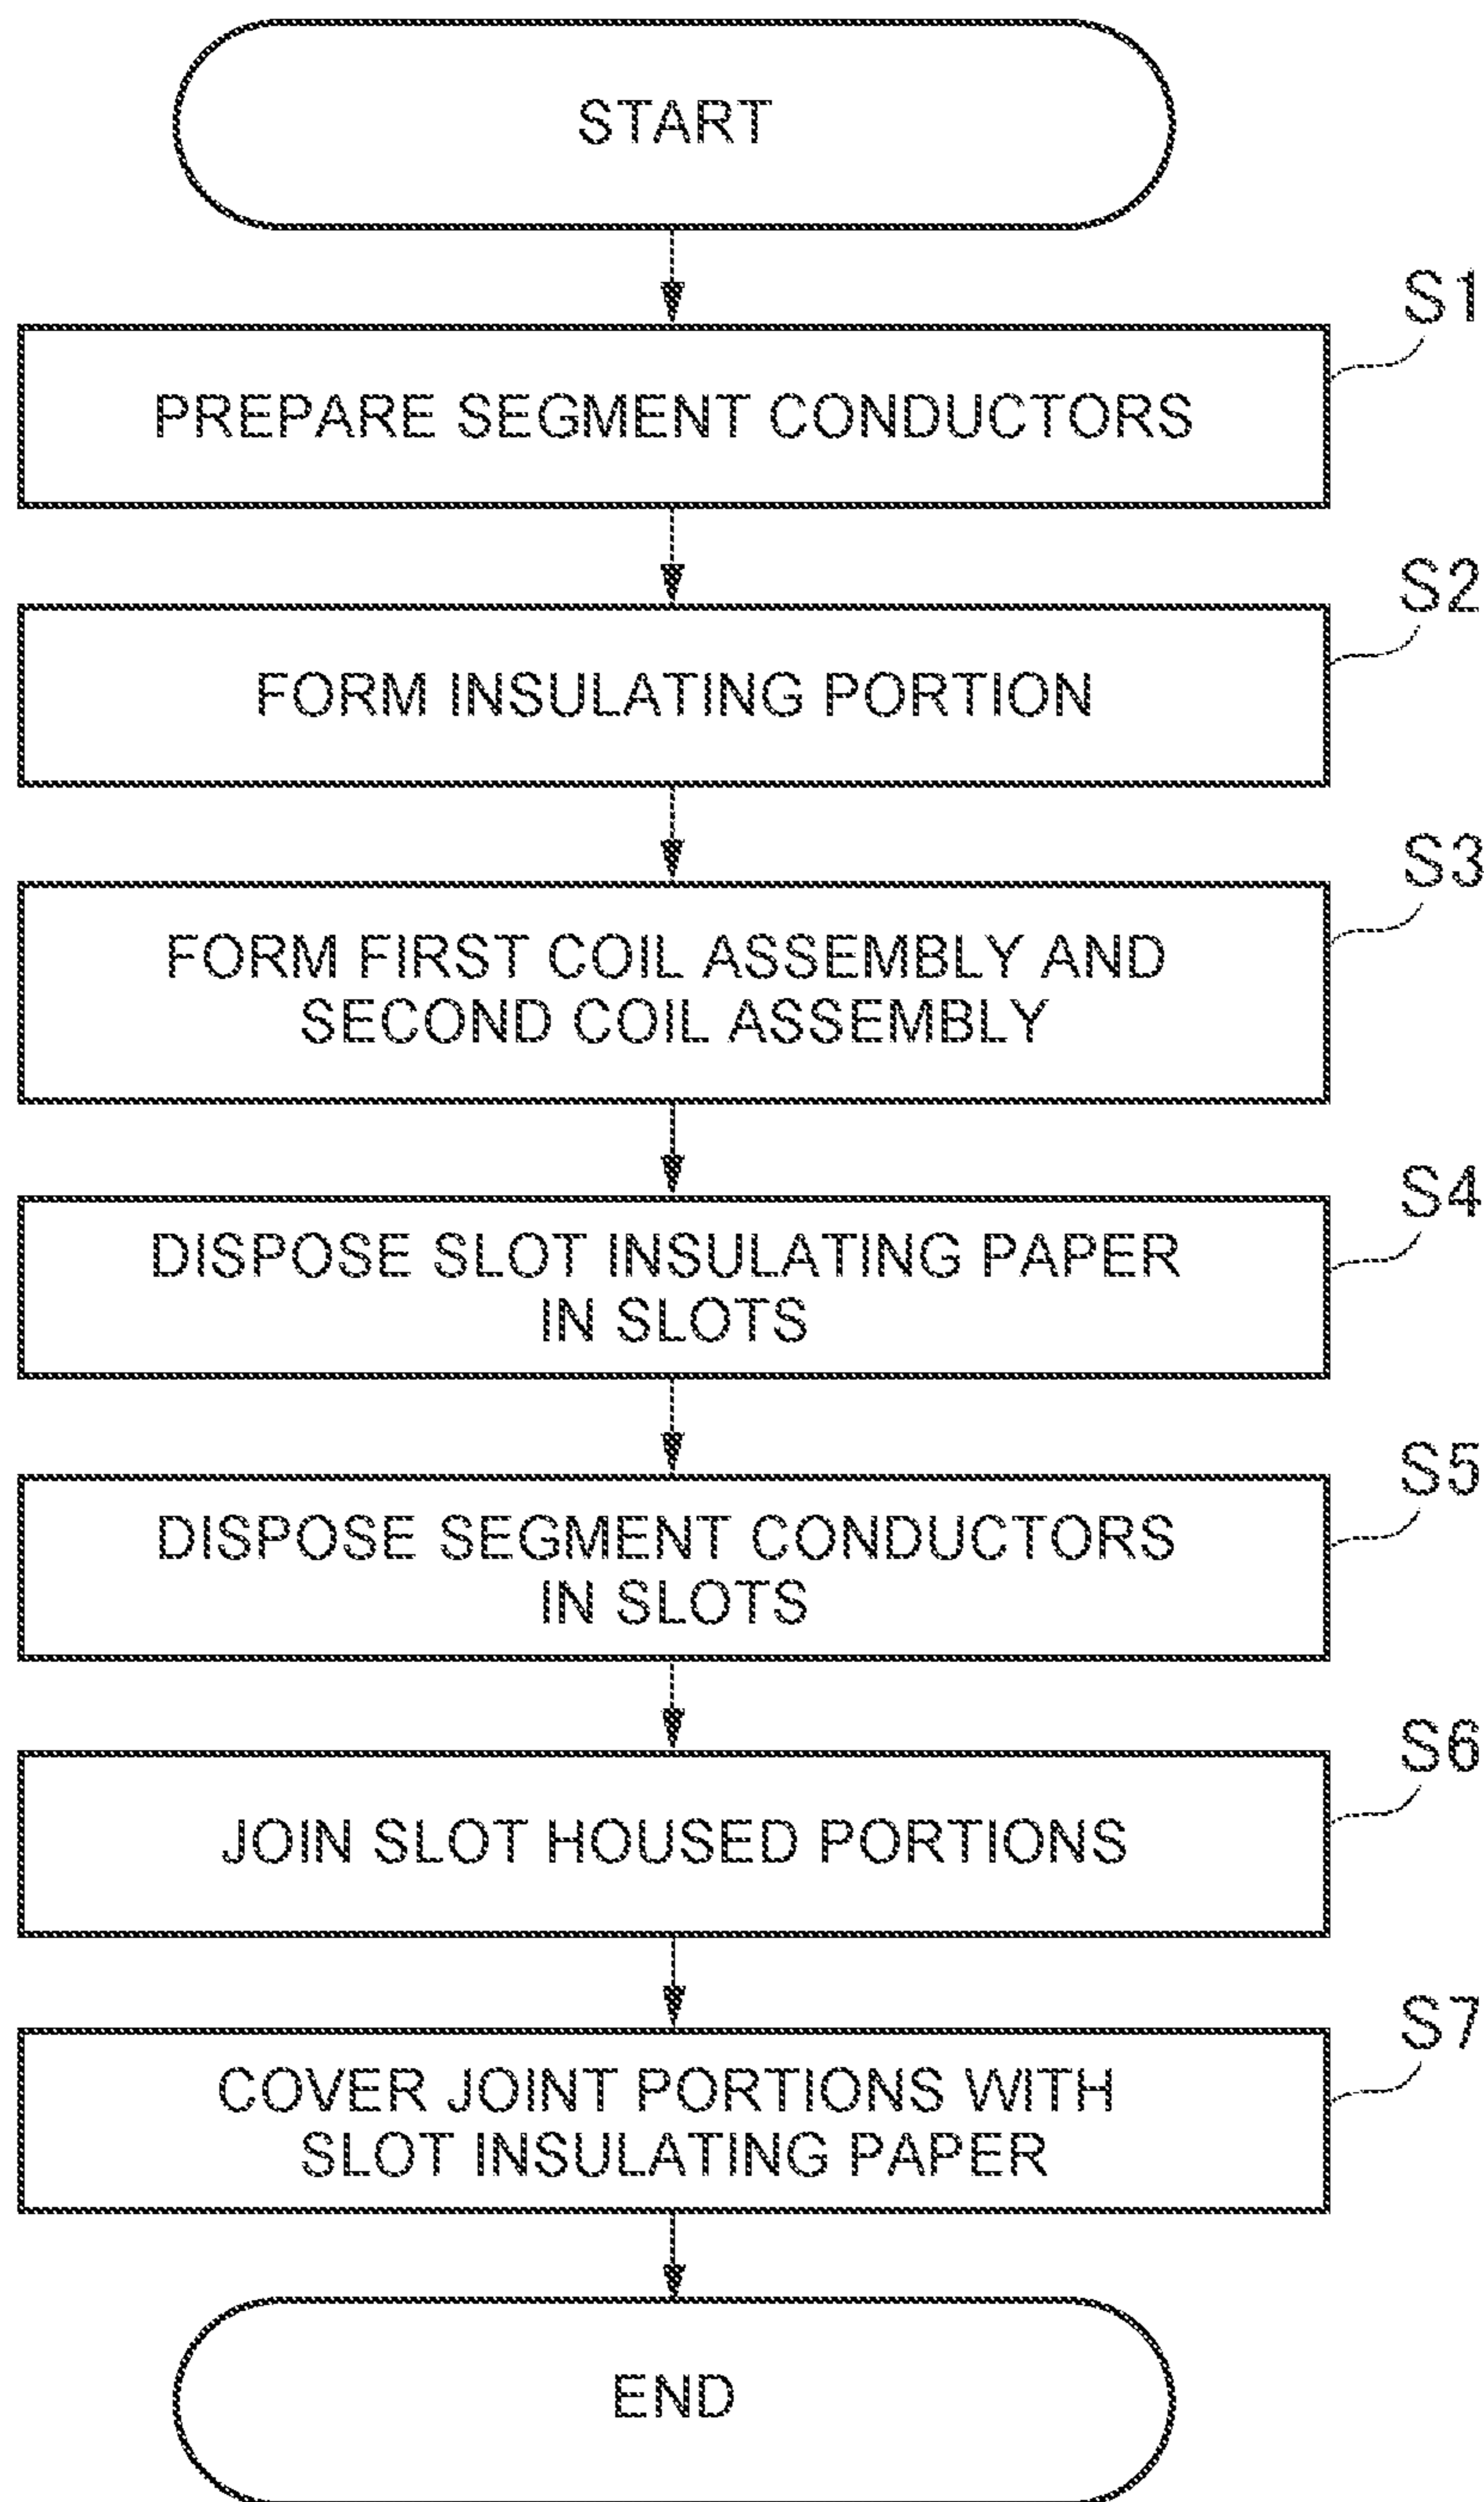 START
S1
PREPARE SEGMENT CONDUCTORS
S2
FORM INSULATING PORTION
S3
FORM FIRST COIL ASSEMBLY AND
SECOND COIL ASSEMBLY
S4
DISPOSE SLOT INSULATING PAPER
IN SLOTS
S5
DISPOSE SEGMENT CONDUCTORS
IN SLOTS
S6
JOIN SLOT HOUSED PORTIONS
S7
COVER JOINT PORTIONS WITH
SLOT INSULATING PAPER
END